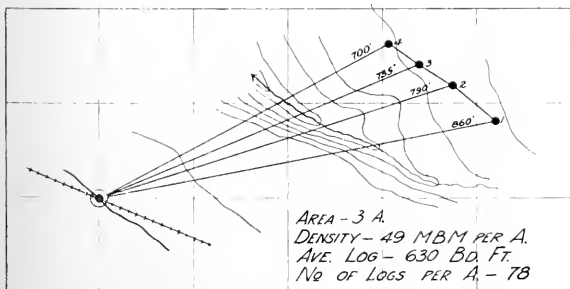 700' 4
735' 3
790' 2
860'
AREA - 3 A.
DENSITY - 49 MBM PER A.
AVE. LOG - 630 BD. FT.
NO OF LOGS PER A. - 78